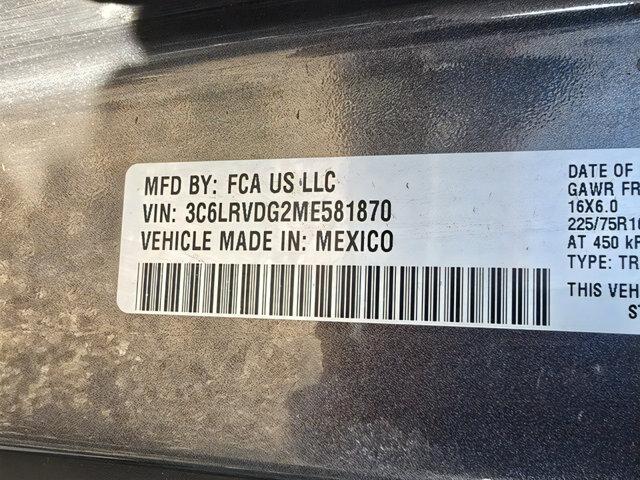 MFD BY: FCA US LLC
VIN: 3C6LRVDG2ME581870
VEHICLE MADE IN: MEXICO
DATE OF
GAWR FR
16X6.0
225/75R16
AT 450 kP
TYPE: TR
THIS VEH
ST